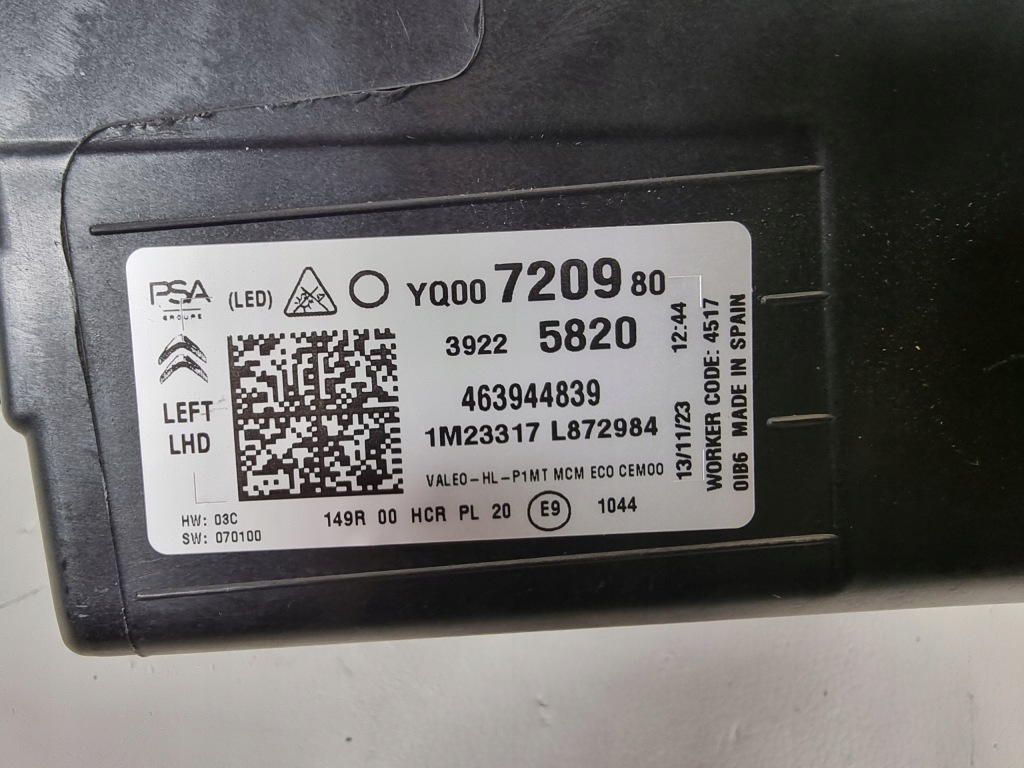 PSA
GROUPE
(LED)
YQ00 7209 80
3922 5820
463944839
1M23317 L872984
VALEO-HL-P1MT MCM ECO CEMOO
LEFT
LHD
HW: 03C
SW: 070100
149R 00 HCR PL 20 E9 1044
13/11/23 12:44
WORKER CODE: 4517
0IB6 MADE IN SPAIN